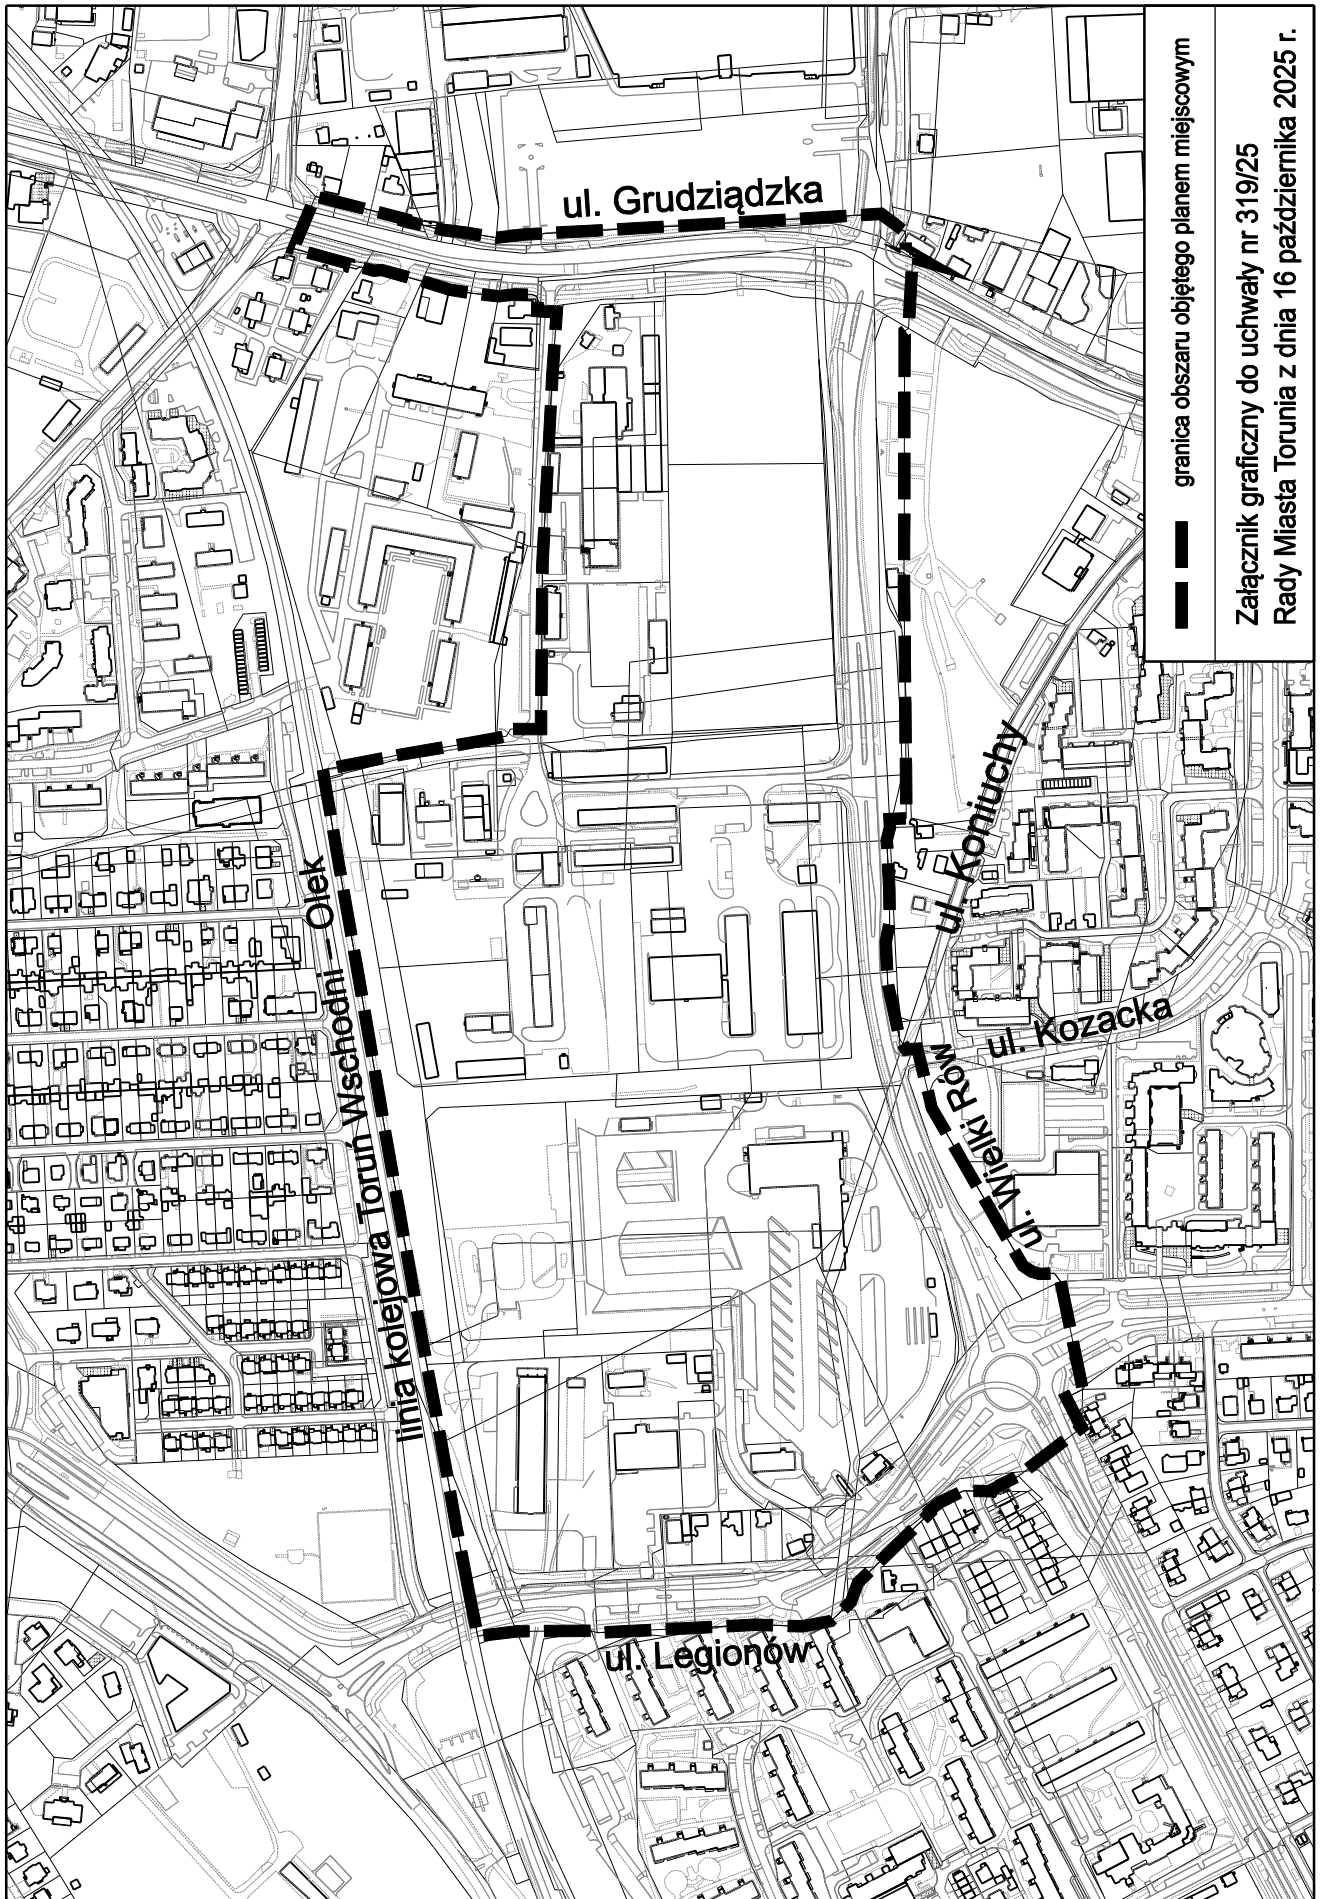 ul. Grudziądzka
linia kolejowa Toruń Wschodni – Olek
ul. Koniuchy
ul. Kozacka
ul. Wielki Rów
ul. Legionów
granica obszaru objętego planem miejscowym
Załącznik graficzny do uchwały nr 319/25
Rady Miasta Torunia z dnia 16 października 2025 r.